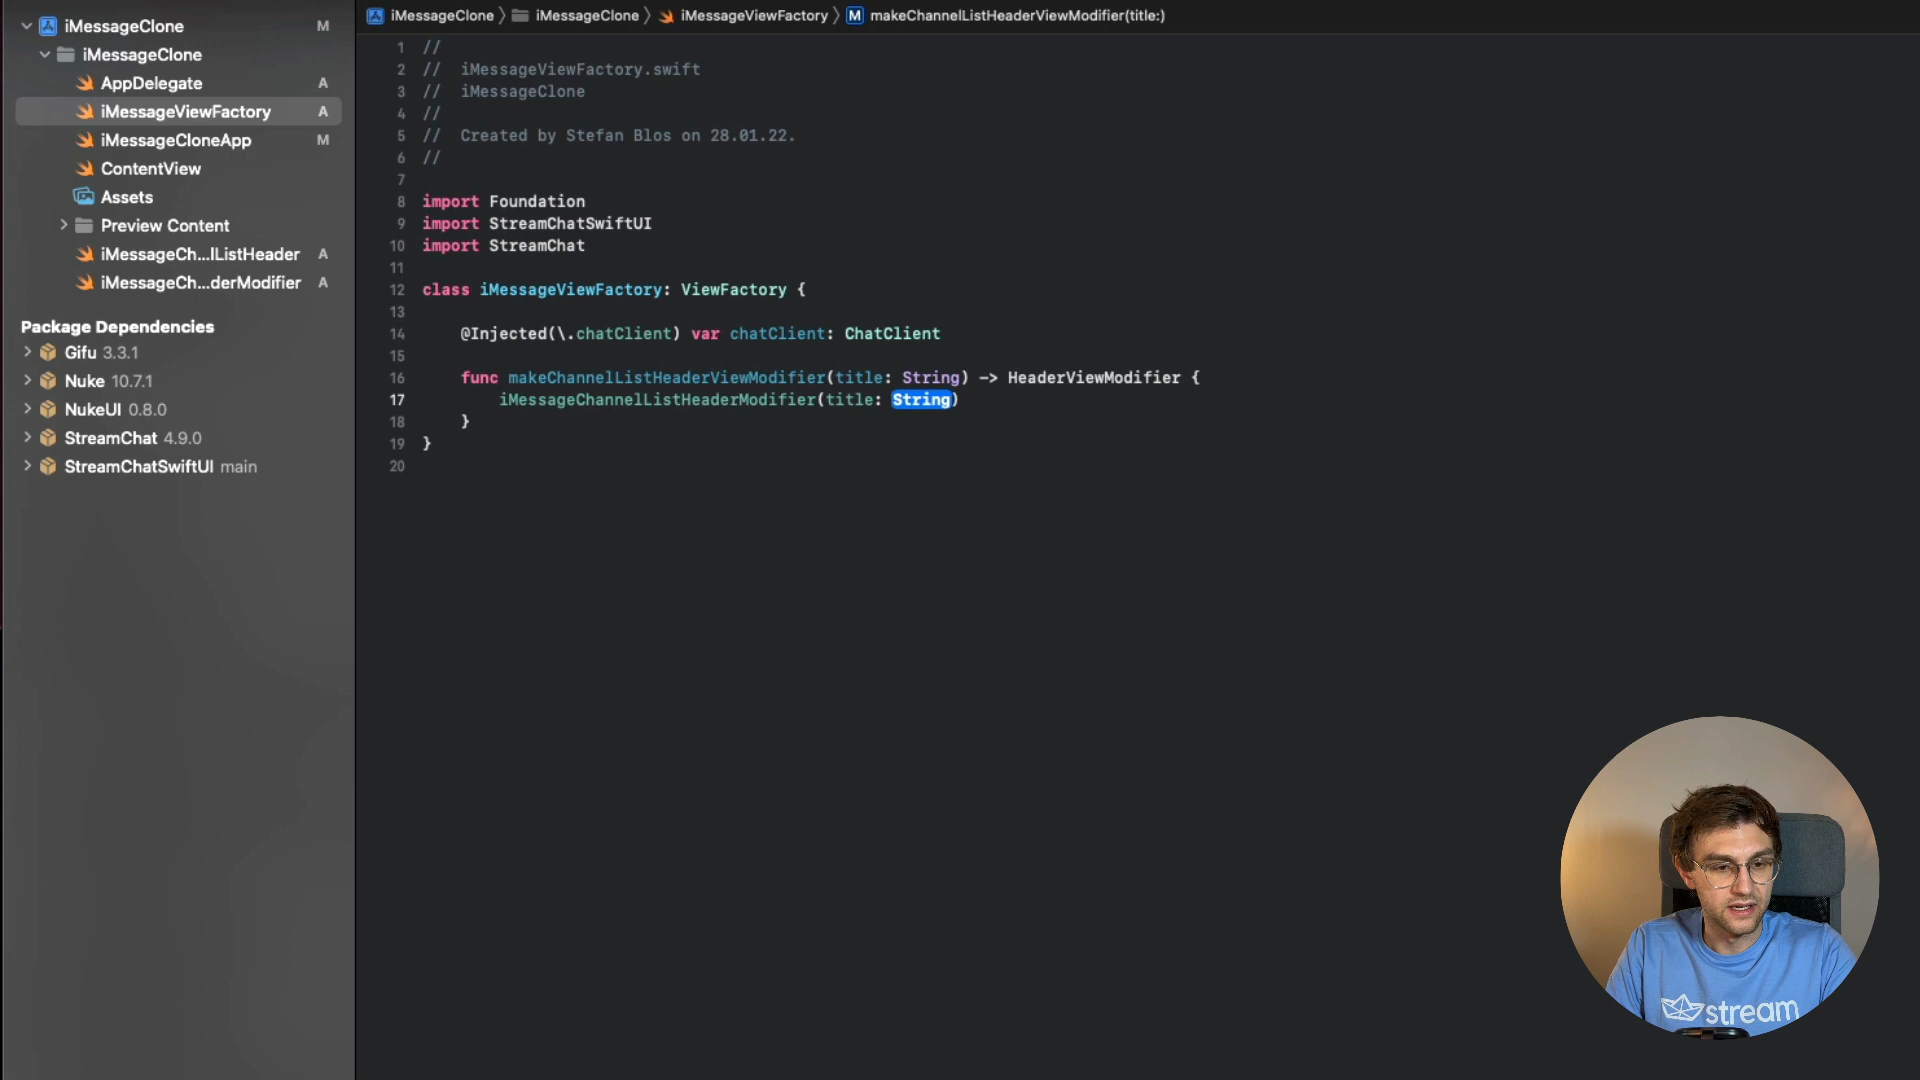 iMessageClone M
iMessageClone
AppDelegate A
iMessageViewFactory A
iMessageCloneApp M
ContentView
Assets
Preview Content
iMessageCh...lListHeader A
iMessageCh...derModifier A
Package Dependencies
Gifu 3.3.1
Nuke 10.7.1
NukeUI 0.8.0
StreamChat 4.9.0
StreamChatSwiftUI main
iMessageClone iMessageClone iMessageViewFactory M makeChannelListHeaderViewModifier(title:)
1 //
2 // iMessageViewFactory.swift
3 // iMessageClone
4 //
5 // Created by Stefan Blos on 28.01.22.
6 //
7
8 import Foundation
9 import StreamChatSwiftUI
10 import StreamChat
11
12 class iMessageViewFactory: ViewFactory {
13
14 @Injected(\.chatClient) var chatClient: ChatClient
15
16 func makeChannelListHeaderViewModifier(title: String) -> HeaderViewModifier {
17 iMessageChannelListHeaderModifier(title: String)
18 }
19 }
20
stream